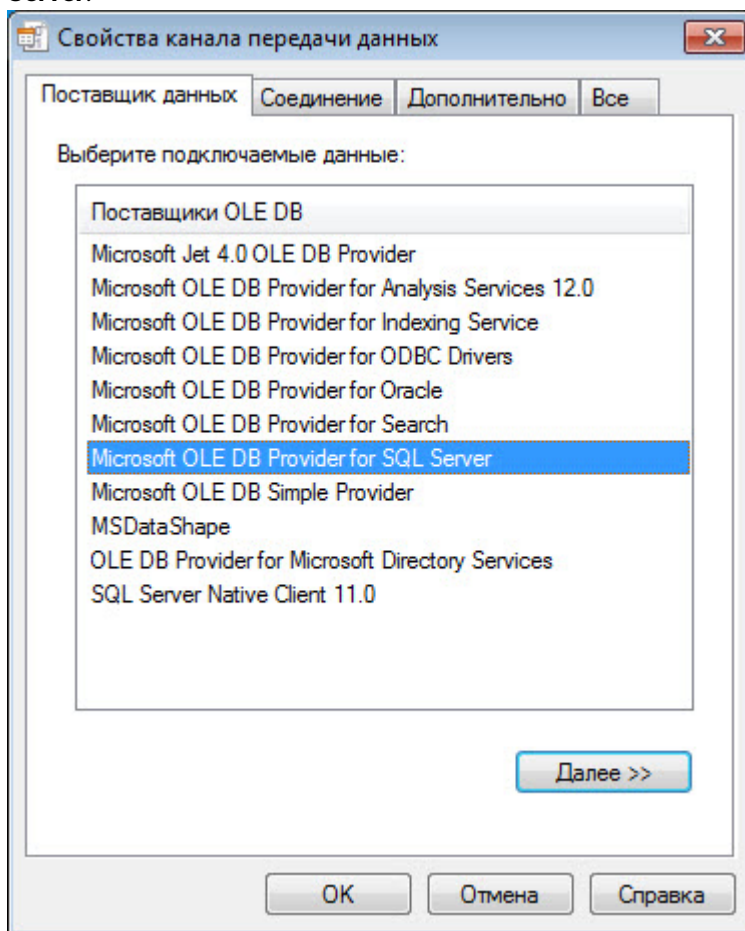 Свойства канала передачи данных
Поставщик данных Соединение Дополнительно Все
Выберите подключаемые данные:
Поставщики OLE DB
Microsoft Jet 4.0 OLE DB Provider
Microsoft OLE DB Provider for Analysis Services 12.0
Microsoft OLE DB Provider for Indexing Service
Microsoft OLE DB Provider for ODBC Drivers
Microsoft OLE DB Provider for Oracle
Microsoft OLE DB Provider for Search
Microsoft OLE DB Provider for SQL Server
Microsoft OLE DB Simple Provider
MSDataShape
OLE DB Provider for Microsoft Directory Services
SQL Server Native Client 11.0
Далее >>
OK Отмена Справка